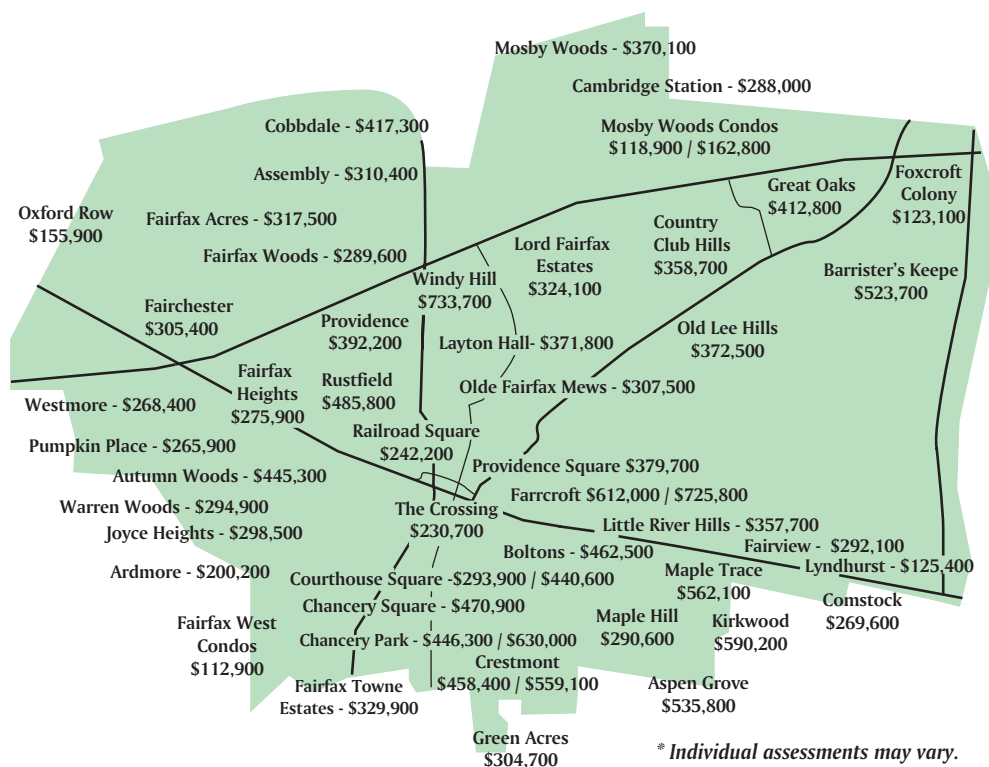 Mosby Woods - $370,100
Cambridge Station - $288,000
Cobbdale - $417,300
Mosby Woods Condos
$118,900 / $162,800
Assembly - $310,400
Great Oaks
$412,800
Foxcroft
Colony
$123,100
Oxford Row
$155,900
Fairfax Acres - $317,500
Country
Club Hills
$358,700
Fairfax Woods - $289,600
Lord Fairfax
Estates
$324,100
Windy Hill
$733,700
Barrister's Keepe
$523,700
Fairchester
$305,400
Providence
$392,200
Layton Hall- $371,800
Old Lee Hills
$372,500
Fairfax
Heights
$275,900
Rustfield
$485,800
Olde Fairfax Mews - $307,500
Westmore - $268,400
Railroad Square
$242,200
Pumpkin Place - $265,900
Providence Square $379,700
Autumn Woods - $445,300
Farrcroft $612,000 / $725,800
Warren Woods - $294,900
The Crossing
$230,700
Little River Hills - $357,700
Joyce Heights - $298,500
Fairview - $292,100
Boltons - $462,500
Lyndhurst - $125,400
Ardmore - $200,200
Courthouse Square -$293,900 / $440,600
Maple Trace
$562,100
Chancery Square - $470,900
Comstock
$269,600
Fairfax West
Condos
$112,900
Maple Hill
$290,600
Kirkwood
$590,200
Chancery Park - $446,300 / $630,000
Crestmont
$458,400 / $559,100
Fairfax Towne
Estates - $329,900
Aspen Grove
$535,800
Green Acres
$304,700
* Individual assessments may vary.